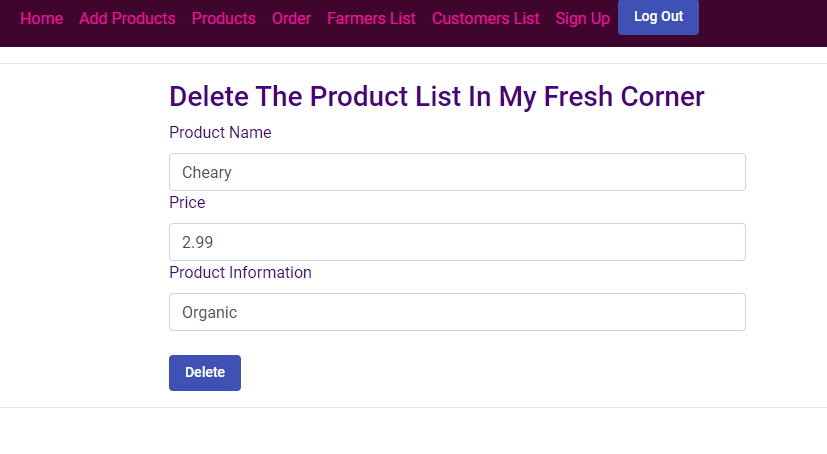 Home Add Products Products Order Farmers List Customers List Sign Up Log Out
Delete The Product List In My Fresh Corner
Product Name
Cheary
Price
2.99
Product Information
Organic
Delete